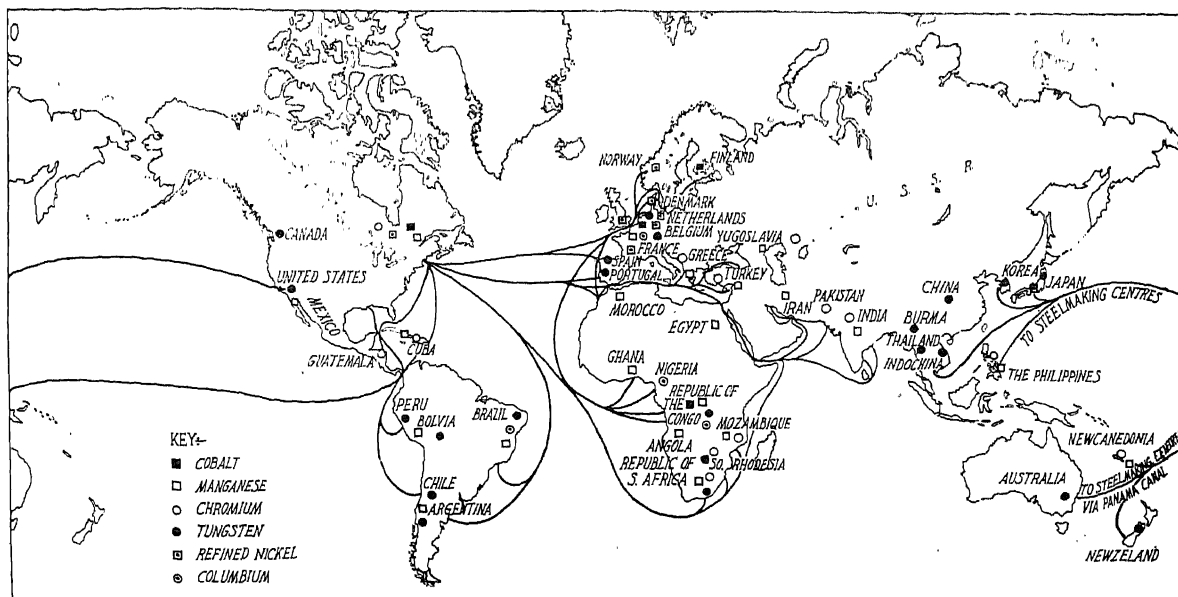 NORWAY
FINLAND
U. S. S. R.
DENMARK
NETHERLANDS
BELGIUM
YUGOSLAVIA
CANADA
FRANCE
GREECE
SPAIN
PORTUGAL
TURKEY
UNITED STATES
KOREA
JAPAN
CHINA
MEXICO
MOROCCO
IRAN
PAKISTAN
INDIA
BURMA
TO STEELMAKING CENTRES
EGYPT
THAILAND
INDOCHINA
CUBA
GUATEMALA
GHANA
NIGERIA
THE PHILIPPINES
REPUBLIC OF
THE
CONGO
PERU
BOLVIA
BRAZIL
MOZAMBIQUE
ANGOLA
NEWCANEDONIA
REPUBLIC OF
S. AFRICA
SO. RHODESIA
AUSTRALIA
TO STEELMAKING CENTRES
VIA PANAMA CANAL
CHILE
ARGENTINA
NEWZELAND
KEY:-
COBALT
MANGANESE
CHROMIUM
TUNGSTEN
REFINED NICKEL
COLUMBIUM